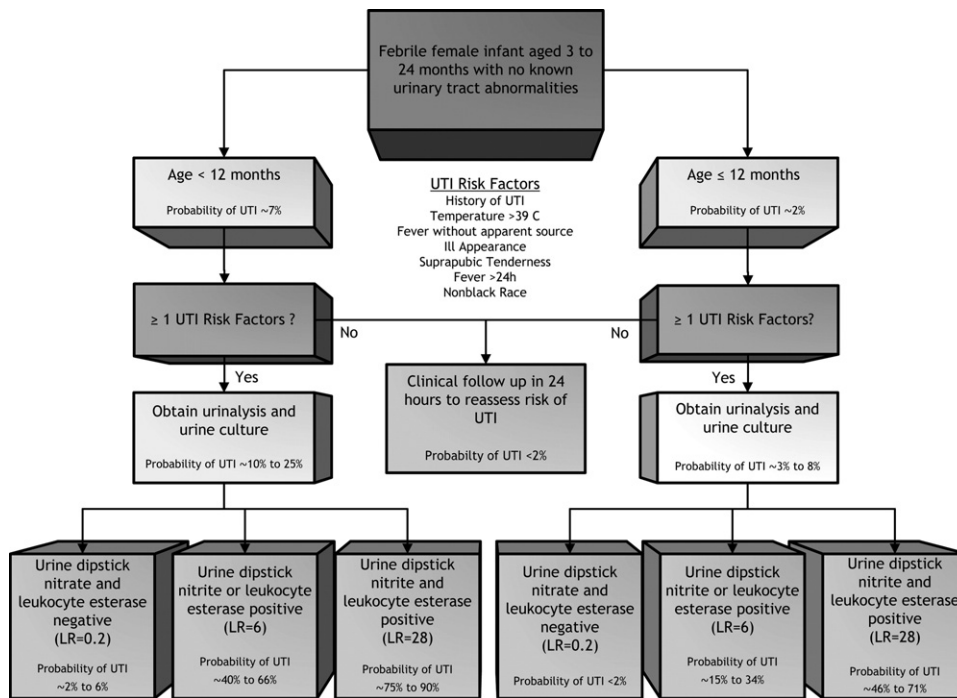 Febrile female infant aged 3 to
24 months with no known
urinary tract abnormalities
Age < 12 months
Probability of UTI ~7%
UTI Risk Factors
History of UTI
Temperature >39 C
Fever without apparent source
Ill Appearance
Suprapubic Tenderness
Fever >24h
Nonblack Race
Age ≤ 12 months
Probability of UTI ~2%
≥ 1 UTI Risk Factors ?
No
No
≥ 1 UTI Risk Factors?
Yes
Clinical follow up in 24
hours to reassess risk of
UTI
Probabilty of UTI <2%
Yes
Obtain urinalysis and
urine culture
Probability of UTI ~10% to 25%
Obtain urinalysis and
urine culture
Probability of UTI ~3% to 8%
Urine dipstick
nitrate and
leukocyte esterase
negative
(LR=0.2)
Probability of UTI
~2% to 6%
Urine dipstick
nitrite or leukocyte
esterase positive
(LR=6)
Probability of UTI
~40% to 66%
Urine dipstick
nitrite and
leukocyte esterase
positive
(LR=28)
Probability of UTI
~75% to 90%
Urine dipstick
nitrate and
leukocyte esterase
negative
(LR=0.2)
Probability of UTI <2%
Urine dipstick
nitrite or leukocyte
esterase positive
(LR=6)
Probability of UTI
~15% to 34%
Urine dipstick
nitrite and
leukocyte esterase
positive
(LR=28)
Probability of UTI
~46% to 71%